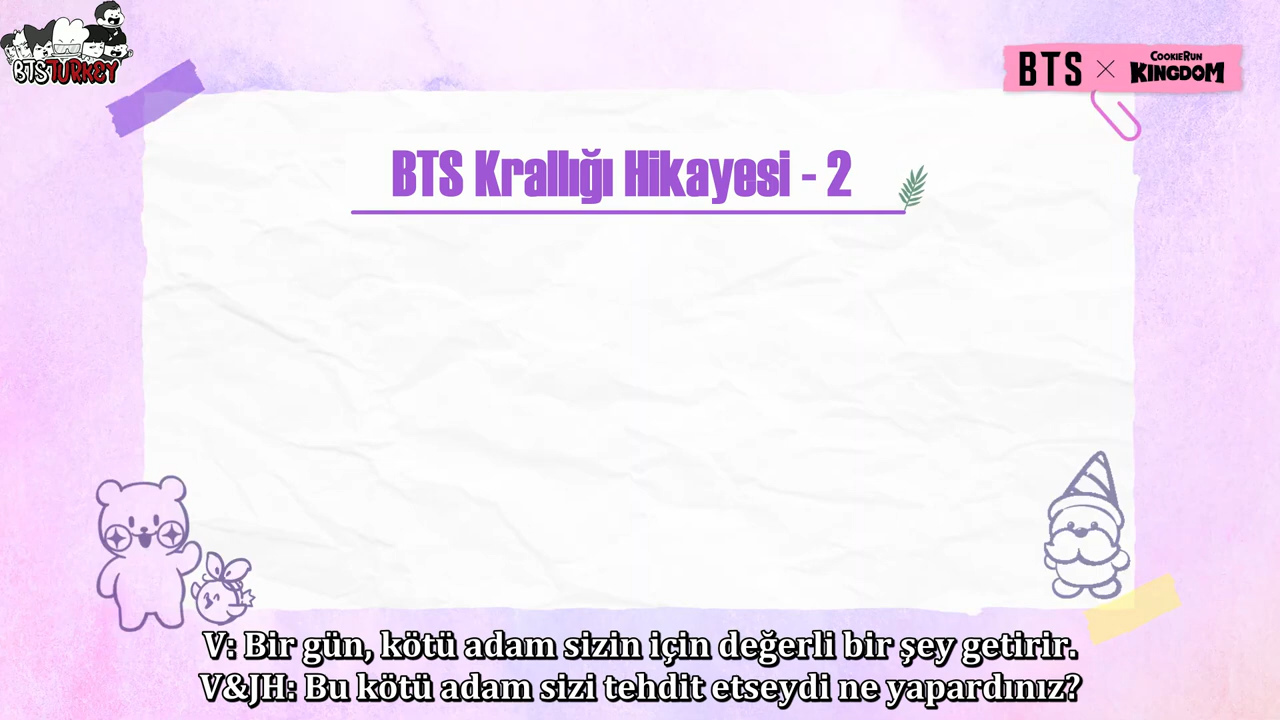 BTSTURKEY
BTS × COOKIERUN KINGDOM
BTS Krallığı Hikayesi - 2
V: Bir gün, kötü adam sizin için değerli bir şey getirir.
V&JH: Bu kötü adam sizi tehdit etseydi ne yapardınız?